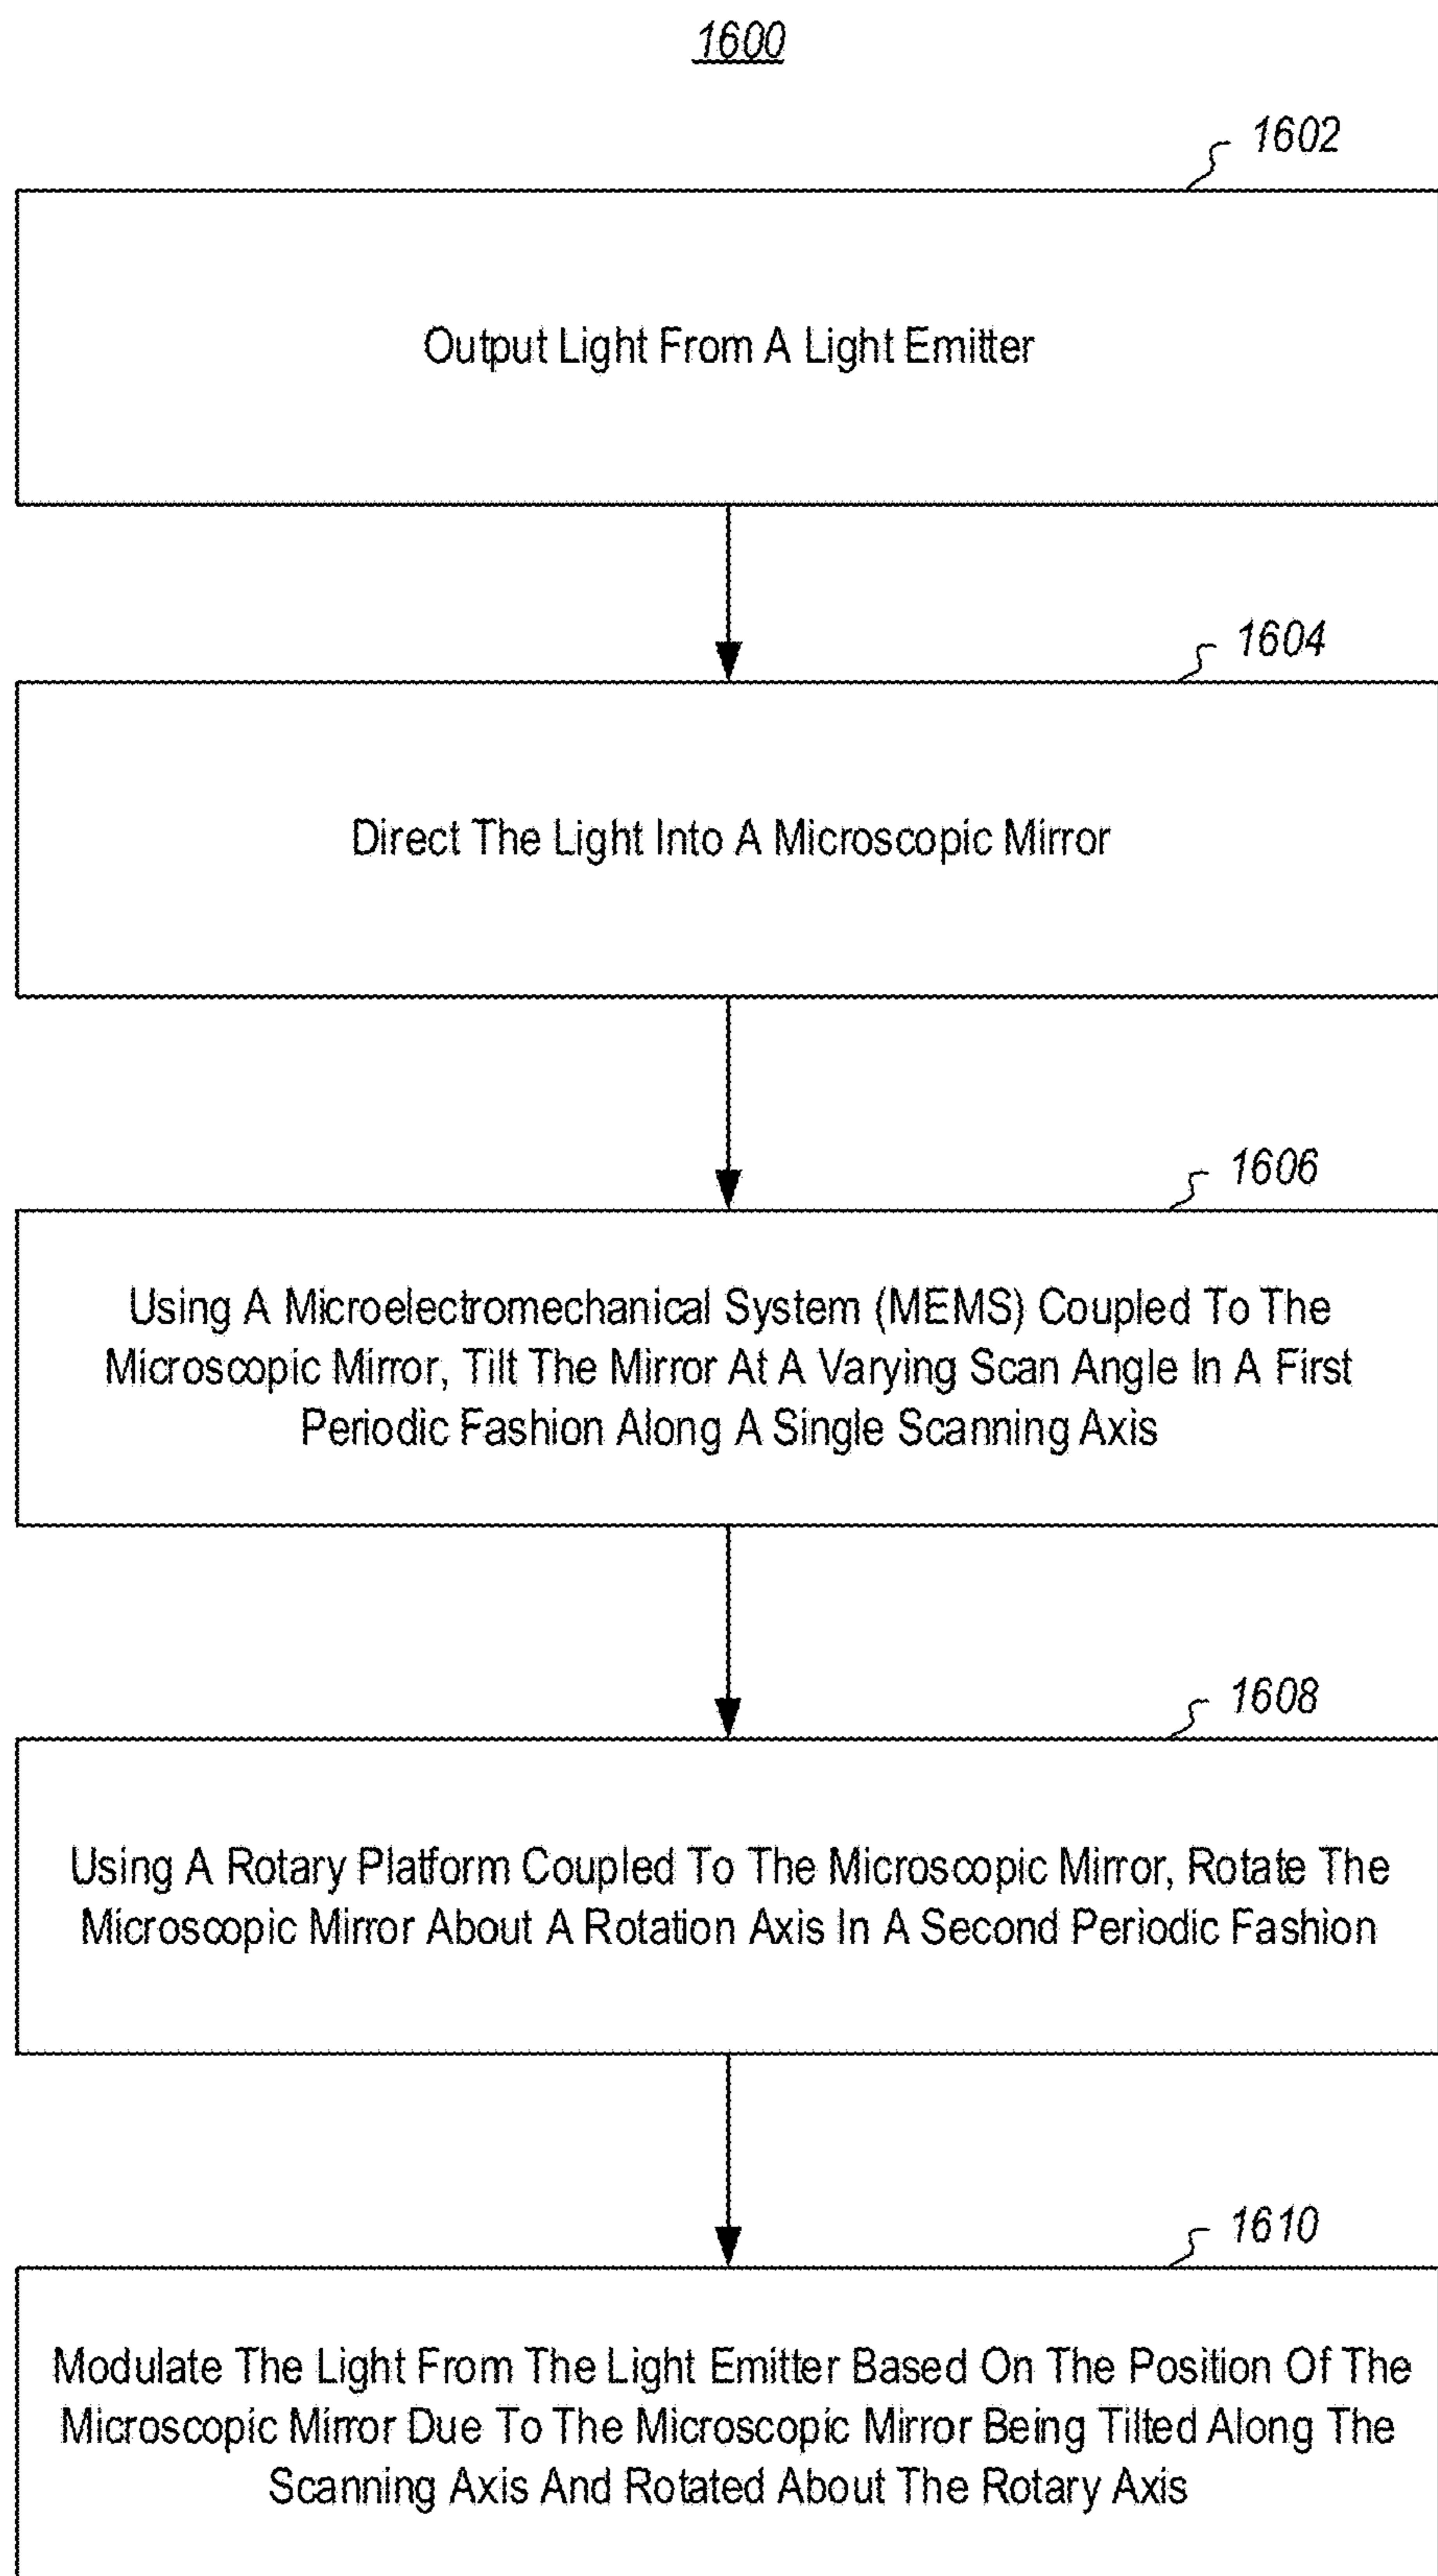 1600
1602
Output Light From A Light Emitter
1604
Direct The Light Into A Microscopic Mirror
1606
Using A Microelectromechanical System (MEMS) Coupled To The
Microscopic Mirror, Tilt The Mirror At A Varying Scan Angle In A First
Periodic Fashion Along A Single Scanning Axis
1608
Using A Rotary Platform Coupled To The Microscopic Mirror, Rotate The
Microscopic Mirror About A Rotation Axis In A Second Periodic Fashion
1610
Modulate The Light From The Light Emitter Based On The Position Of The
Microscopic Mirror Due To The Microscopic Mirror Being Tilted Along The
Scanning Axis And Rotated About The Rotary Axis